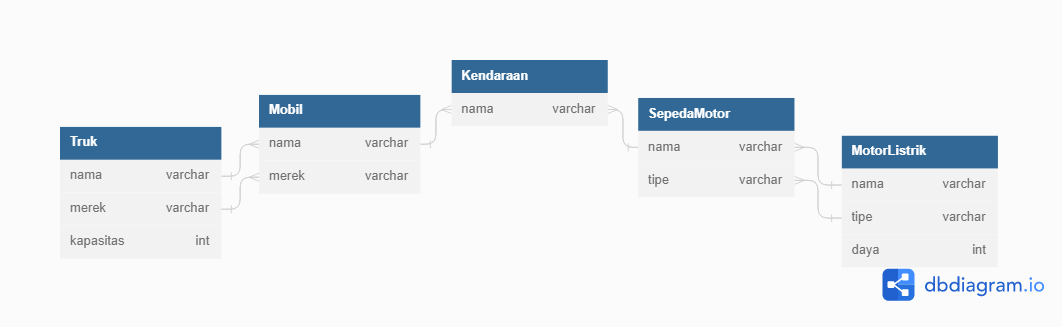 Truk
nama varchar
merek varchar
kapasitas int
Mobil
nama varchar
merek varchar
Kendaraan
nama varchar
SepedaMotor
nama varchar
tipe varchar
MotorListrik
nama varchar
tipe varchar
daya int
dbdiagram.io